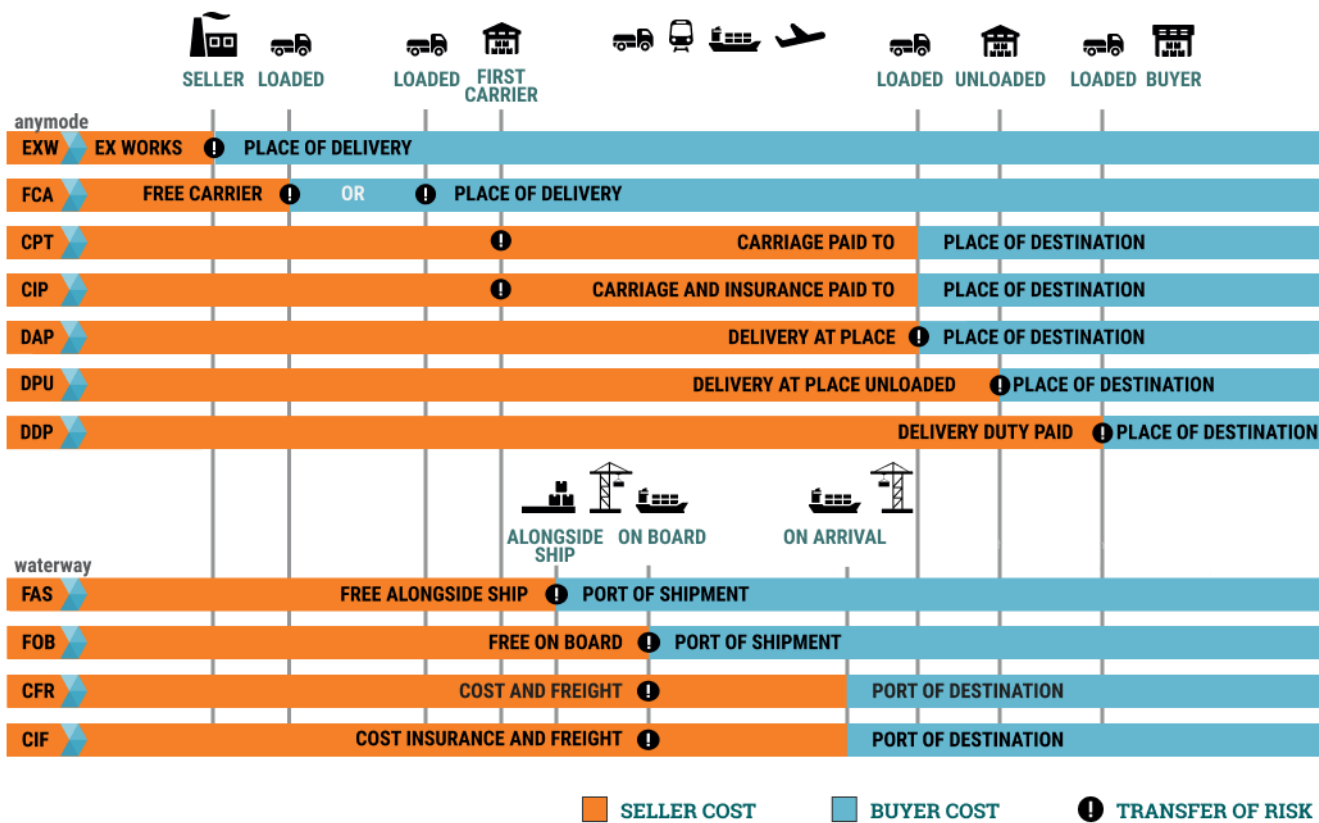 SELLER LOADED LOADED FIRST CARRIER LOADED UNLOADED LOADED BUYER
anymode
EXW EX WORKS ! PLACE OF DELIVERY
FCA FREE CARRIER ! OR ! PLACE OF DELIVERY
CPT ! CARRIAGE PAID TO PLACE OF DESTINATION
CIP ! CARRIAGE AND INSURANCE PAID TO PLACE OF DESTINATION
DAP DELIVERY AT PLACE ! PLACE OF DESTINATION
DPU DELIVERY AT PLACE UNLOADED ! PLACE OF DESTINATION
DDP DELIVERY DUTY PAID ! PLACE OF DESTINATION
ALONGSIDE SHIP ON BOARD ON ARRIVAL
waterway
FAS FREE ALONGSIDE SHIP ! PORT OF SHIPMENT
FOB FREE ON BOARD ! PORT OF SHIPMENT
CFR COST AND FREIGHT ! PORT OF DESTINATION
CIF COST INSURANCE AND FREIGHT ! PORT OF DESTINATION
SELLER COST BUYER COST ! TRANSFER OF RISK